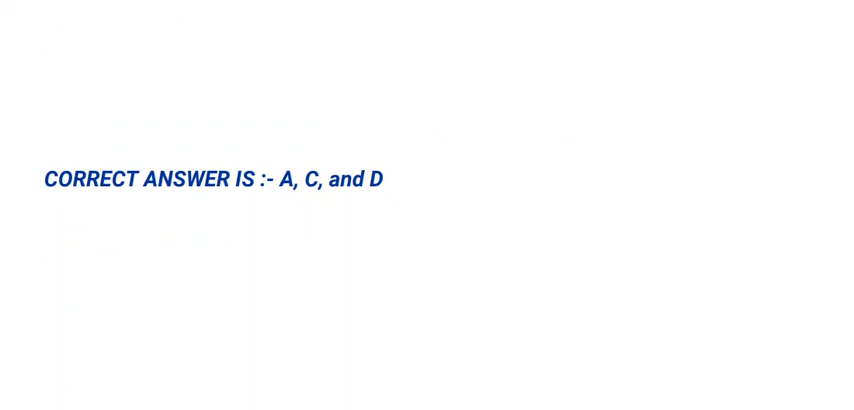 CORRECT ANSWER IS :- A, C, and D